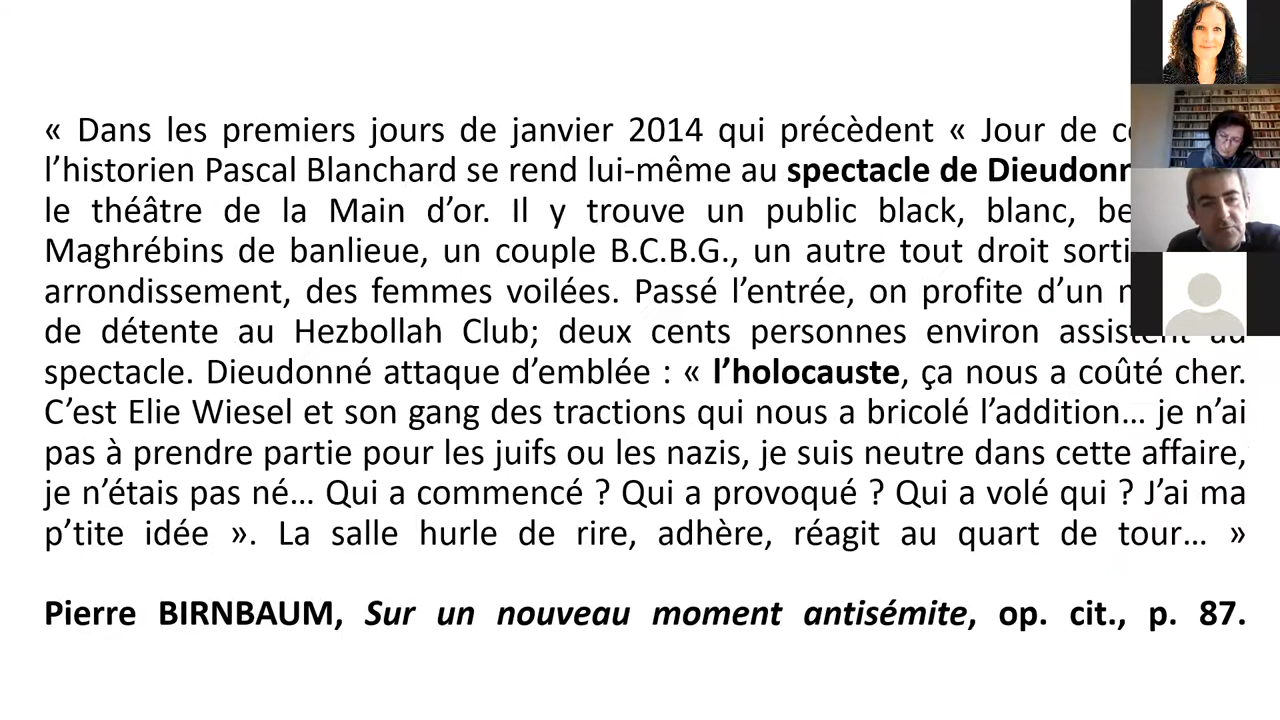 « Dans les premiers jours de janvier 2014 qui précèdent « Jour de
l’historien Pascal Blanchard se rend lui-même au spectacle de
le théâtre de la Main d’or. Il y trouve un public black, blanc,
Maghrébins de banlieue, un couple B.C.B.G., un autre tout droit
arrondissement, des femmes voilées. Passé l’entrée, on profite d’un
de détente au Hezbollah Club; deux cents personnes environ assistent au
spectacle. Dieudonné attaque d’emblée : « l’holocauste, ça nous a coûté cher.
C’est Elie Wiesel et son gang des tractions qui nous a bricolé l’addition… je n’ai
pas à prendre partie pour les juifs ou les nazis, je suis neutre dans cette affaire,
je n’étais pas né… Qui a commencé ? Qui a provoqué ? Qui a volé qui ? J’ai ma
p’tite idée ». La salle hurle de rire, adhère, réagit au quart de tour… »
Pierre BIRNBAUM, Sur un nouveau moment antisémite, op. cit., p. 87.